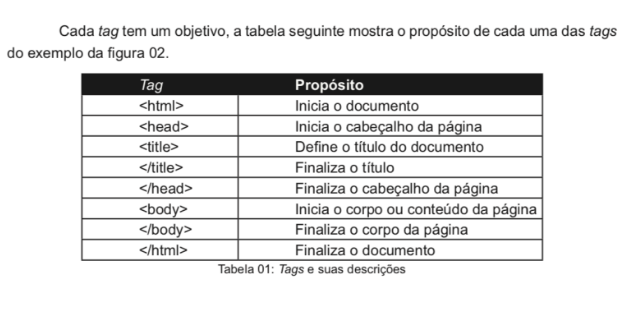 Cada tag tem um objetivo, a tabela seguinte mostra o propósito de cada uma das tags
do exemplo da figura 02.
Tag Propósito
<html> Inicia o documento
<head> Inicia o cabeçalho da página
<title> Define o título do documento
</title> Finaliza o título
</head> Finaliza o cabeçalho da página
<body> Inicia o corpo ou conteúdo da página
</body> Finaliza o corpo da página
</html> Finaliza o documento
Tabela 01: Tags e suas descrições